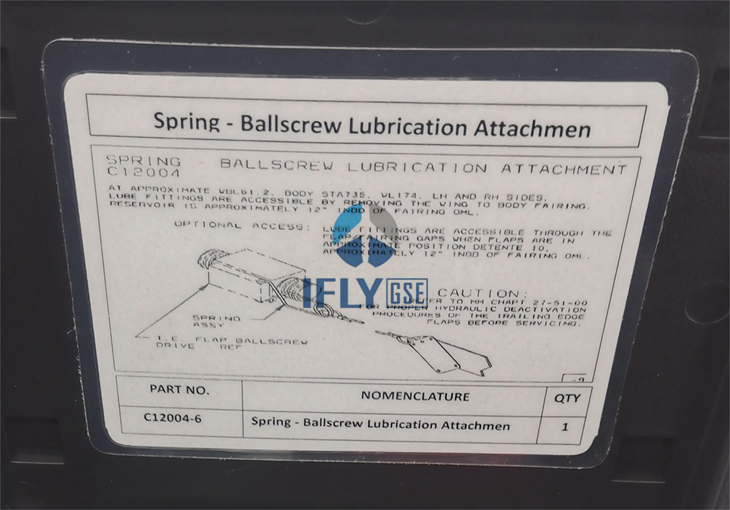 Spring - Ballscrew Lubrication Attachmen
SPRING - BALLSCREW LUBRICATION ATTACHMENT
C12004
AT APPROXIMATE WBL61.2, BODY STA735, WL174, LH AND RH SIDES.
LUBE FITTINGS ARE ACCESSIBLE BY REMOVING THE WING TO BODY FAIRING.
RESERVOIR IS APPROXIMATELY 12" INBD OF FAIRING OML.
OPTIONAL ACCESS: LUBE FITTINGS ARE ACCESSIBLE THROUGH THE
FLAP FAIRING GAPS WHEN FLAPS ARE IN
APPROXIMATE POSITION DETENTE 10.
APPROXIMATELY 12" INBD OF FAIRING OML.
IFLY GSE
CAUTION:
TO MM CHAPT 27-51-00
FOR PROPER HYDRAULIC DEACTIVATION
PROCEDURES OF THE TRAILING EDGE
FLAPS BEFORE SERVICING.
SPRING
ASSY
T.E. FLAP BALLSCREW
DRIVE REF
PART NO. NOMENCLATURE QTY
C12004-6 Spring - Ballscrew Lubrication Attachmen 1